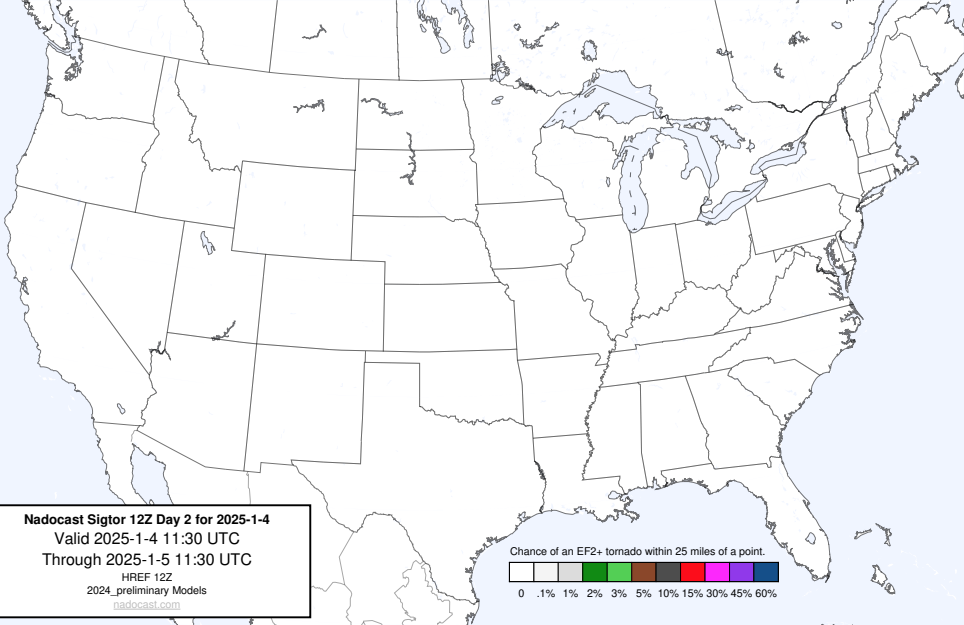 Nadocast Sigtor 12Z Day 2 for 2025-1-4
Valid 2025-1-4 11:30 UTC
Through 2025-1-5 11:30 UTC
HREF 12Z
2024_preliminary Models
nadocast.com
Chance of an EF2+ tornado within 25 miles of a point.
0 .1% 1% 2% 3% 5% 10% 15% 30% 45% 60%